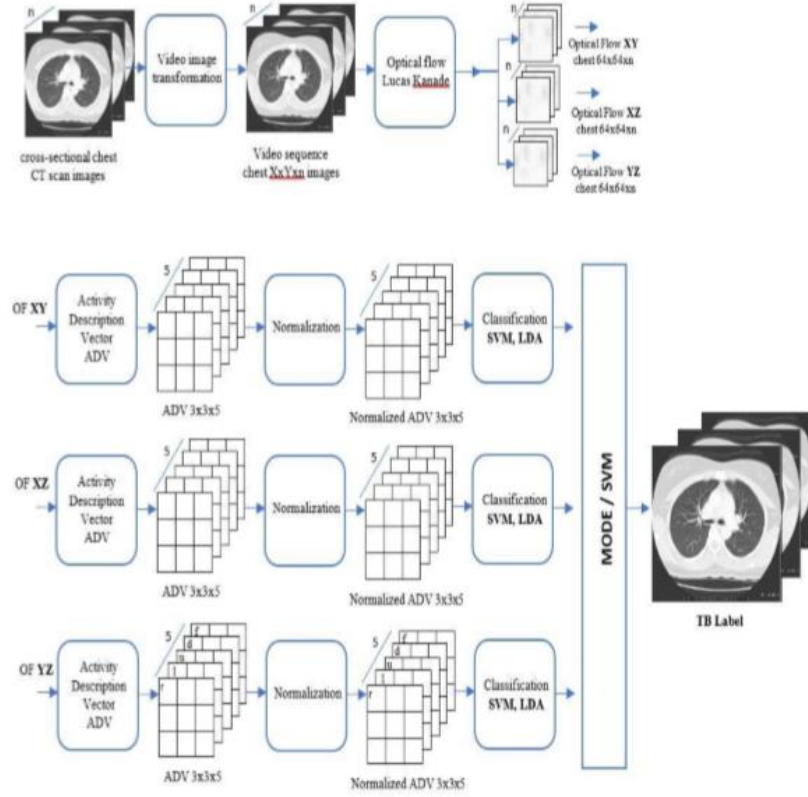 n
cross-sectional chest
CT scan images
Video image
transformation
n
Video sequence
chest XxYxn images
Optical flow
Lucas Kanade
n
Optical Flow XY
chest 64x64xn
n
Optical Flow XZ
chest 64x64xn
n
Optical Flow YZ
chest 64x64xn
OF XY
Activity
Description
Vector
ADV
5
ADV 3x3x5
Normalization
5
Normalized ADV 3x3x5
Classification
SVM, LDA
OF XZ
Activity
Description
Vector
ADV
5
ADV 3x3x5
Normalization
5
Normalized ADV 3x3x5
Classification
SVM, LDA
OF YZ
Activity
Description
Vector
ADV
5
f
d
u
l
r
ADV 3x3x5
Normalization
5
f
d
u
l
r
Normalized ADV 3x3x5
Classification
SVM, LDA
MODE / SVM
TB Label